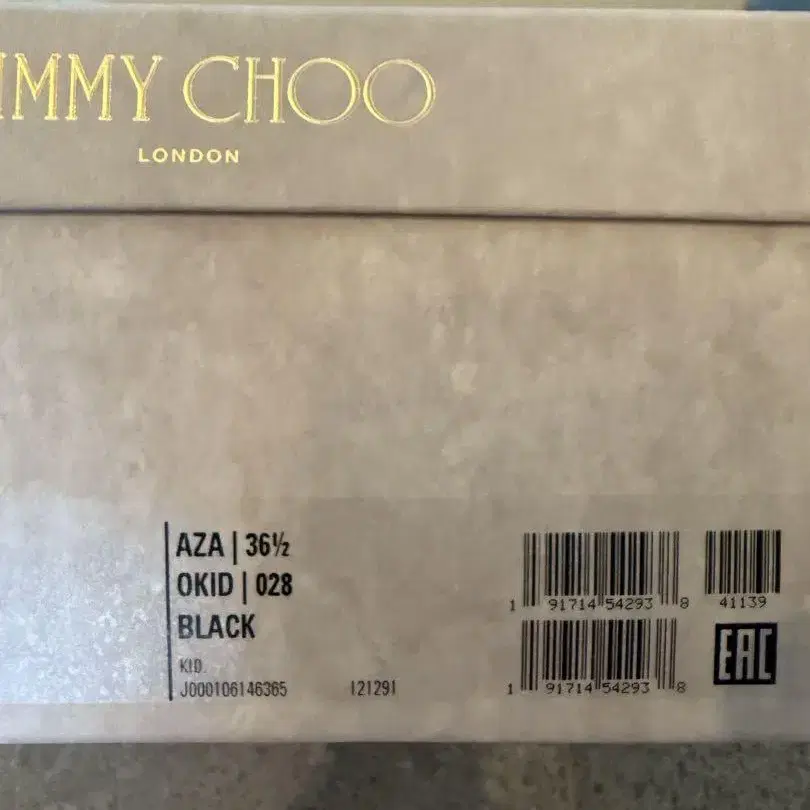 IMMY CHOO
LONDON
AZA | 36½
OKID | 028
BLACK
KID.
J000106146365 121291
1 91714 54293 8
41139
1 91714 54293 8
EAC